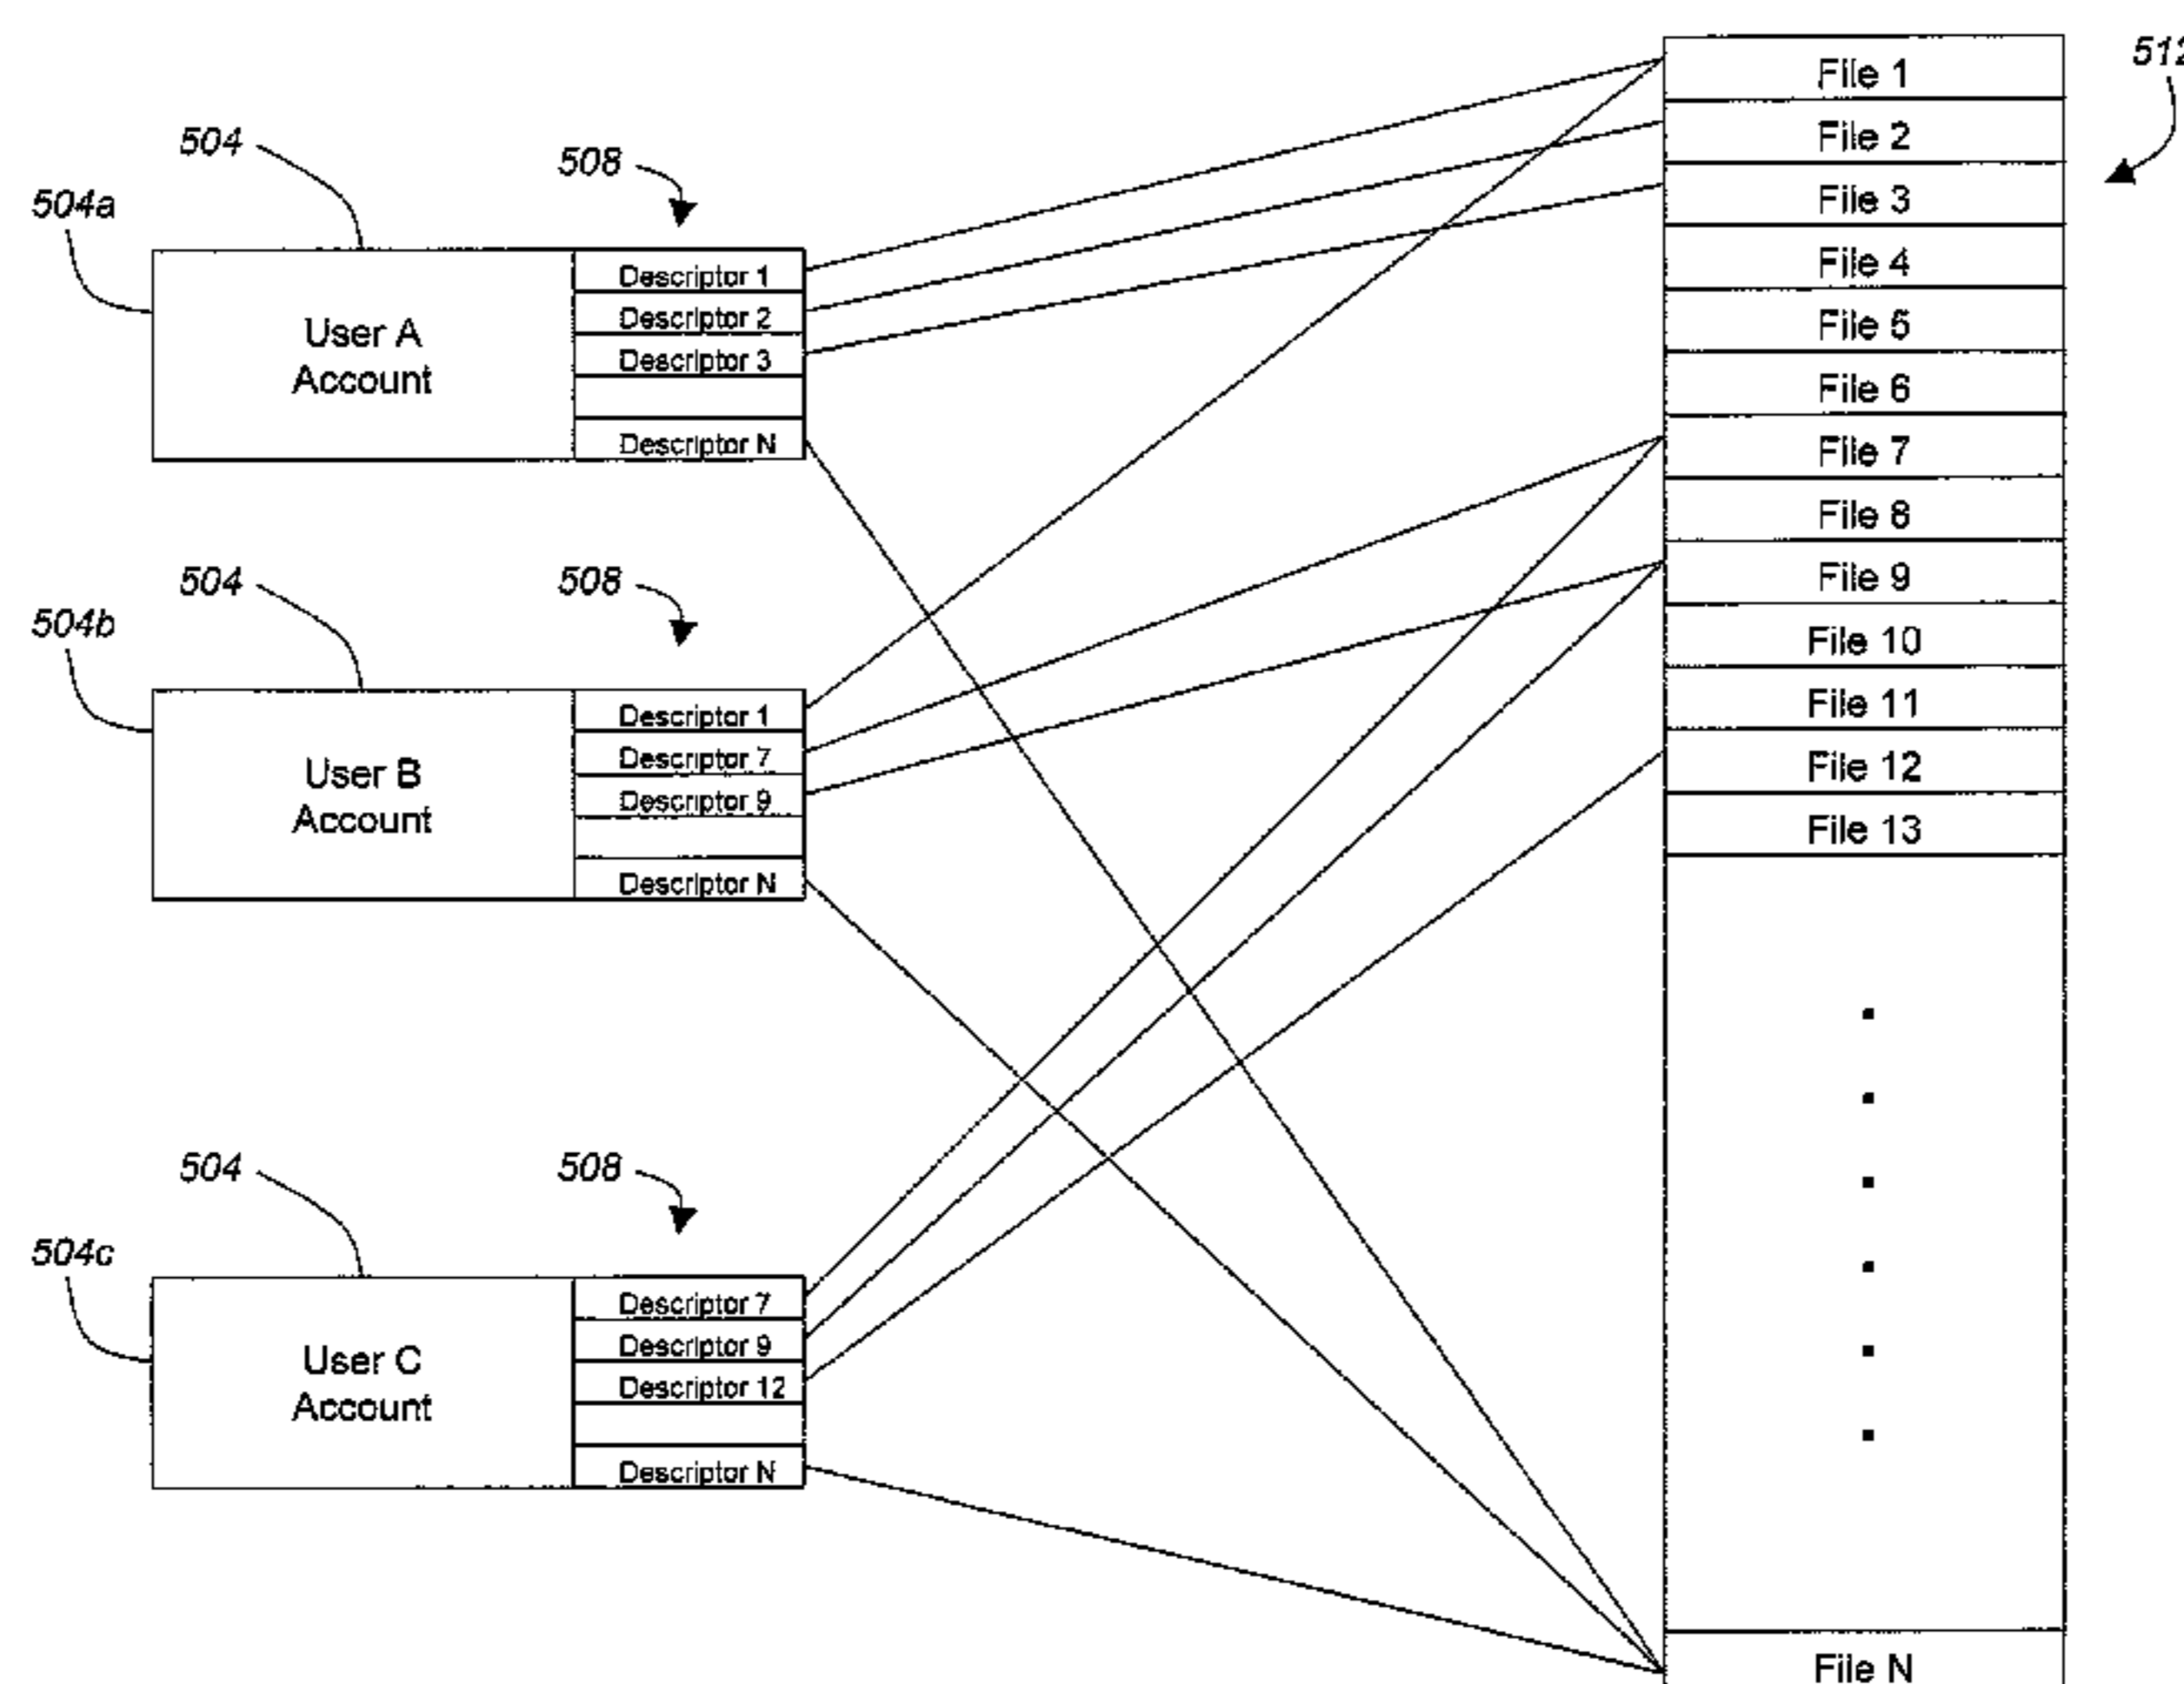 504
508
504a
User A
Account
Descriptor 1
Descriptor 2
Descriptor 3
Descriptor N
504
508
504b
User B
Account
Descriptor 1
Descriptor 7
Descriptor 9
Descriptor N
504
508
504c
User C
Account
Descriptor 7
Descriptor 9
Descriptor 12
Descriptor N
512
File 1
File 2
File 3
File 4
File 5
File 6
File 7
File 8
File 9
File 10
File 11
File 12
File 13
File N